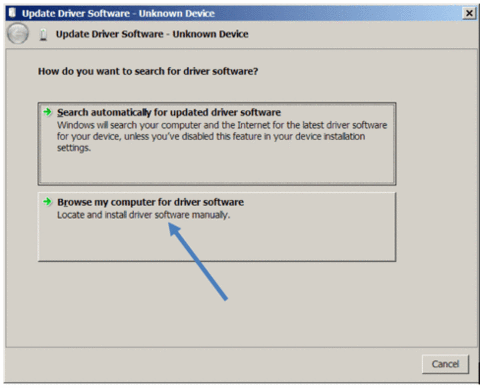 Update Driver Software - Unknown Device
Update Driver Software - Unknown Device
How do you want to search for driver software?
Search automatically for updated driver software
Windows will search your computer and the Internet for the latest driver software
for your device, unless you've disabled this feature in your device installation
settings.
Browse my computer for driver software
Locate and install driver software manually.
Cancel